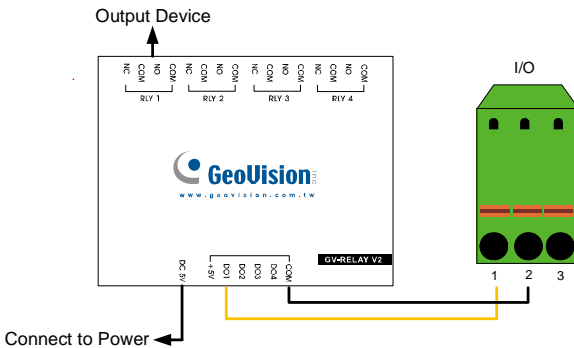 Output Device
I/O
NC COM NO COM NC COM NO COM NC COM NO COM NC COM NO COM
RLY 1 RLY 2 RLY 3 RLY 4
GeoVision Inc
www.geovision.com.tw
GV-RELAY V2
DC 5V +5V DO1 DO2 DO3 DO4 COM
1 2 3
Connect to Power